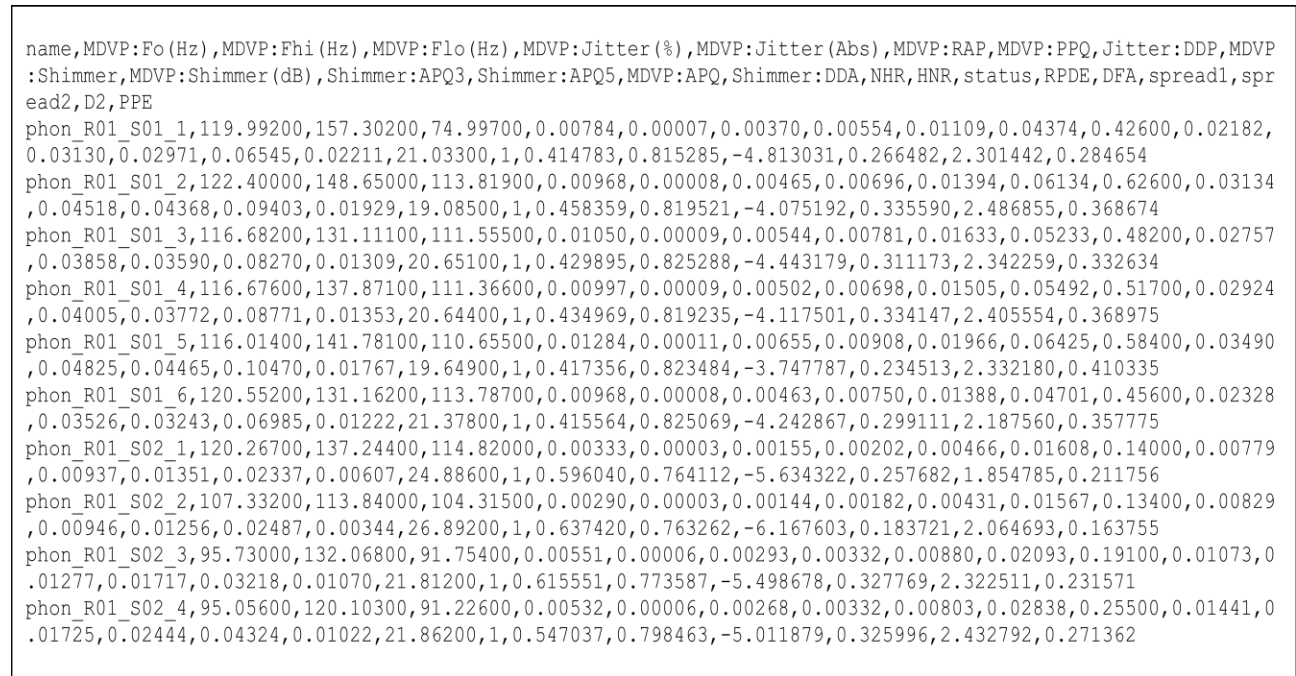 name,MDVP:Fo(Hz),MDVP:Fhi(Hz),MDVP:Flo(Hz),MDVP:Jitter(%),MDVP:Jitter(Abs),MDVP:RAP,MDVP:PPQ,Jitter:DDP,MDVP
:Shimmer,MDVP:Shimmer(dB),Shimmer:APQ3,Shimmer:APQ5,MDVP:APQ,Shimmer:DDA,NHR,HNR,status,RPDE,DFA,spread1,spr
ead2,D2,PPE
phon_R01_S01_1,119.99200,157.30200,74.99700,0.00784,0.00007,0.00370,0.00554,0.01109,0.04374,0.42600,0.02182,
0.03130,0.02971,0.06545,0.02211,21.03300,1,0.414783,0.815285,-4.813031,0.266482,2.301442,0.284654
phon_R01_S01_2,122.40000,148.65000,113.81900,0.00968,0.00008,0.00465,0.00696,0.01394,0.06134,0.62600,0.03134
,0.04518,0.04368,0.09403,0.01929,19.08500,1,0.458359,0.819521,-4.075192,0.335590,2.486855,0.368674
phon_R01_S01_3,116.68200,131.11100,111.55500,0.01050,0.00009,0.00544,0.00781,0.01633,0.05233,0.48200,0.02757
,0.03858,0.03590,0.08270,0.01309,20.65100,1,0.429895,0.825288,-4.443179,0.311173,2.342259,0.332634
phon_R01_S01_4,116.67600,137.87100,111.36600,0.00997,0.00009,0.00502,0.00698,0.01505,0.05492,0.51700,0.02924
,0.04005,0.03772,0.08771,0.01353,20.64400,1,0.434969,0.819235,-4.117501,0.334147,2.405554,0.368975
phon_R01_S01_5,116.01400,141.78100,110.65500,0.01284,0.00011,0.00655,0.00908,0.01966,0.06425,0.58400,0.03490
,0.04825,0.04465,0.10470,0.01767,19.64900,1,0.417356,0.823484,-3.747787,0.234513,2.332180,0.410335
phon_R01_S01_6,120.55200,131.16200,113.78700,0.00968,0.00008,0.00463,0.00750,0.01388,0.04701,0.45600,0.02328
,0.03526,0.03243,0.06985,0.01222,21.37800,1,0.415564,0.825069,-4.242867,0.299111,2.187560,0.357775
phon_R01_S02_1,120.26700,137.24400,114.82000,0.00333,0.00003,0.00155,0.00202,0.00466,0.01608,0.14000,0.00779
,0.00937,0.01351,0.02337,0.00607,24.88600,1,0.596040,0.764112,-5.634322,0.257682,1.854785,0.211756
phon_R01_S02_2,107.33200,113.84000,104.31500,0.00290,0.00003,0.00144,0.00182,0.00431,0.01567,0.13400,0.00829
,0.00946,0.01256,0.02487,0.00344,26.89200,1,0.637420,0.763262,-6.167603,0.183721,2.064693,0.163755
phon_R01_S02_3,95.73000,132.06800,91.75400,0.00551,0.00006,0.00293,0.00332,0.00880,0.02093,0.19100,0.01073,0
.01277,0.01717,0.03218,0.01070,21.81200,1,0.615551,0.773587,-5.498678,0.327769,2.322511,0.231571
phon_R01_S02_4,95.05600,120.10300,91.22600,0.00532,0.00006,0.00268,0.00332,0.00803,0.02838,0.25500,0.01441,0
.01725,0.02444,0.04324,0.01022,21.86200,1,0.547037,0.798463,-5.011879,0.325996,2.432792,0.271362